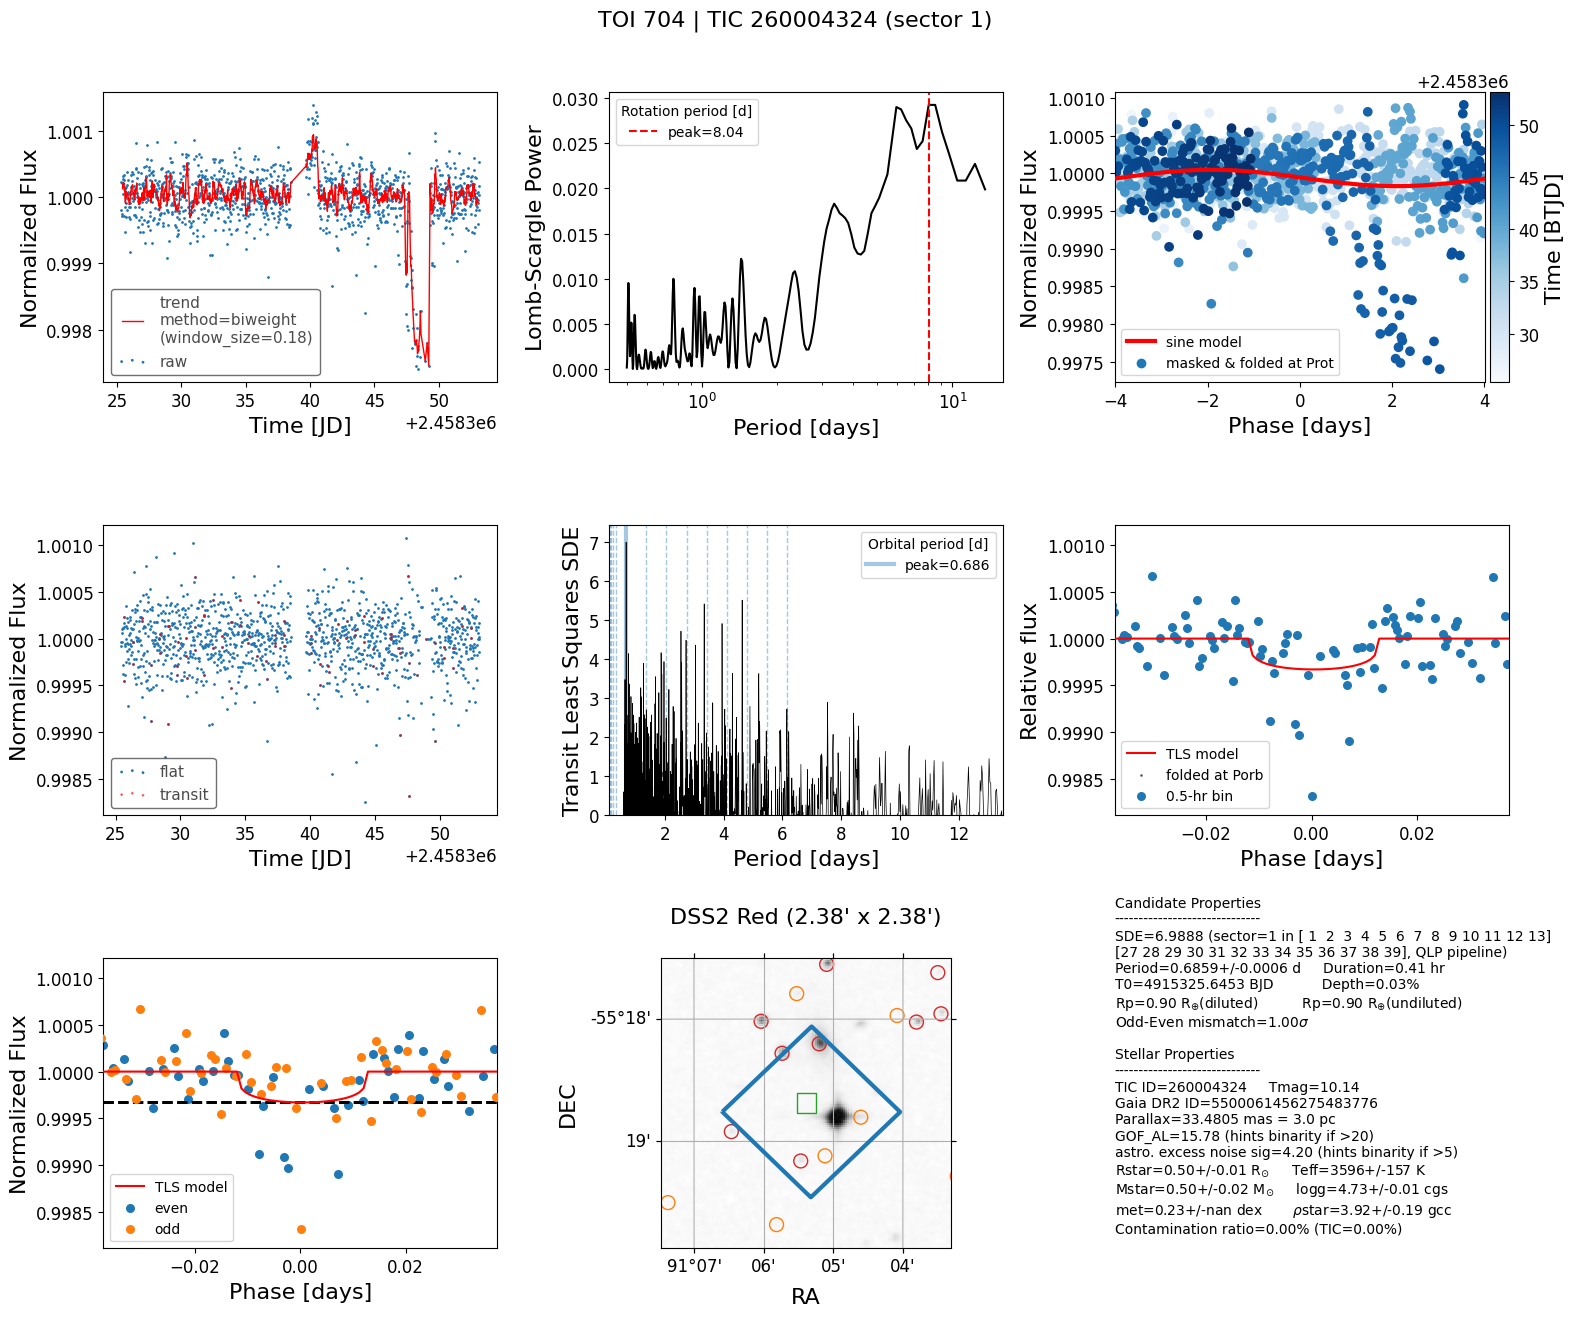 TOI 704 | TIC 260004324 (sector 1)
Normalized Flux
1.001
1.000
0.999
0.998
trend
method=biweight
(window_size=0.18)
raw
25 30 35 40 45 50
Time [JD]
+2.4583e6
Lomb-Scargle Power
0.030
0.025
0.020
0.015
0.010
0.005
0.000
Rotation period [d]
peak=8.04
10^0 10^1
Period [days]
Normalized Flux
1.0010
1.0005
1.0000
0.9995
0.9990
0.9985
0.9980
0.9975
sine model
masked & folded at Prot
−4 −2 0 2 4
Phase [days]
+2.4583e6
50
45
40
35
30
Time [BTJD]
Normalized Flux
1.0010
1.0005
1.0000
0.9995
0.9990
0.9985
flat
transit
25 30 35 40 45 50
Time [JD]
+2.4583e6
Transit Least Squares SDE
7
6
5
4
3
2
1
0
Orbital period [d]
peak=0.686
2 4 6 8 10 12
Period [days]
Relative flux
1.0010
1.0005
1.0000
0.9995
0.9990
0.9985
TLS model
folded at Porb
0.5-hr bin
−0.02 0.00 0.02
Phase [days]
Normalized Flux
1.0010
1.0005
1.0000
0.9995
0.9990
0.9985
TLS model
even
odd
−0.02 0.00 0.02
Phase [days]
DSS2 Red (2.38' x 2.38')
DEC
-55°18'
19'
91°07' 06' 05' 04'
RA
Candidate Properties
------------------------------
SDE=6.9888 (sector=1 in [ 1 2 3 4 5 6 7 8 9 10 11 12 13]
[27 28 29 30 31 32 33 34 35 36 37 38 39], QLP pipeline)
Period=0.6859+/-0.0006 d Duration=0.41 hr
T0=4915325.6453 BJD Depth=0.03%
Rp=0.90 R⊕(diluted) Rp=0.90 R⊕(undiluted)
Odd-Even mismatch=1.00σ
Stellar Properties
------------------------------
TIC ID=260004324 Tmag=10.14
Gaia DR2 ID=5500061456275483776
Parallax=33.4805 mas = 3.0 pc
GOF_AL=15.78 (hints binarity if >20)
astro. excess noise sig=4.20 (hints binarity if >5)
Rstar=0.50+/-0.01 R⊙ Teff=3596+/-157 K
Mstar=0.50+/-0.02 M⊙ logg=4.73+/-0.01 cgs
met=0.23+/-nan dex ρstar=3.92+/-0.19 gcc
Contamination ratio=0.00% (TIC=0.00%)